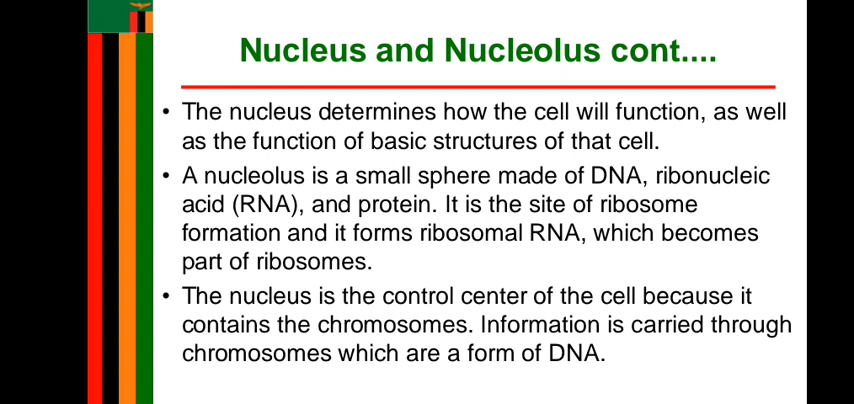 Nucleus and Nucleolus cont....
• The nucleus determines how the cell will function, as well
as the function of basic structures of that cell.
• A nucleolus is a small sphere made of DNA, ribonucleic
acid (RNA), and protein. It is the site of ribosome
formation and it forms ribosomal RNA, which becomes
part of ribosomes.
• The nucleus is the control center of the cell because it
contains the chromosomes. Information is carried through
chromosomes which are a form of DNA.